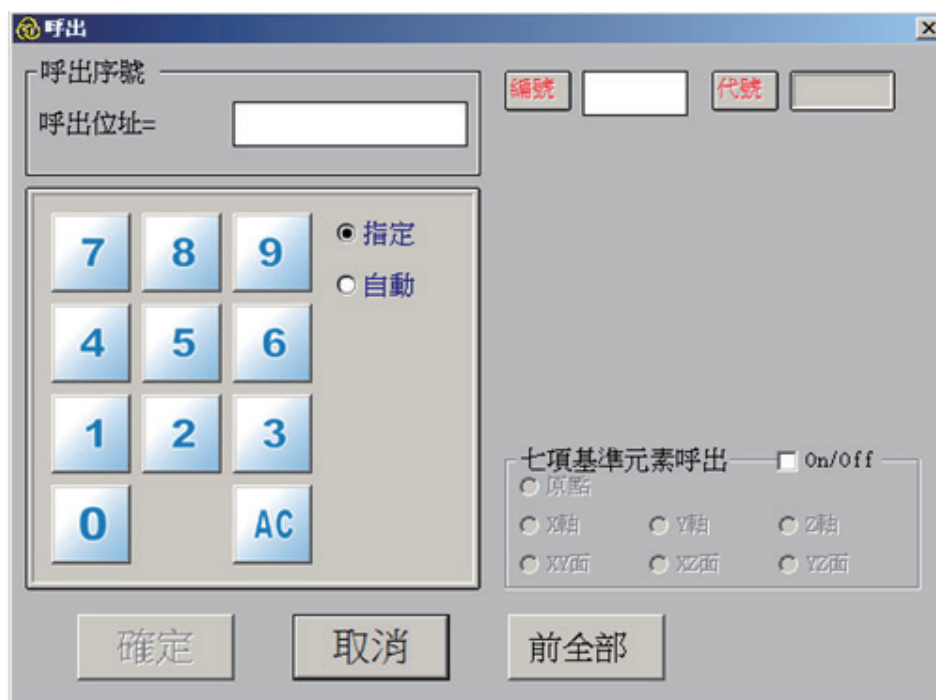 呼出
呼出序號
呼出位址=
編號 代號
7 8 9
指定
自動
4 5 6
1 2 3
0 AC
七項基準元素呼出 On/Off
原點
X軸 Y軸 Z軸
XY面 XZ面 YZ面
確定 取消 前全部